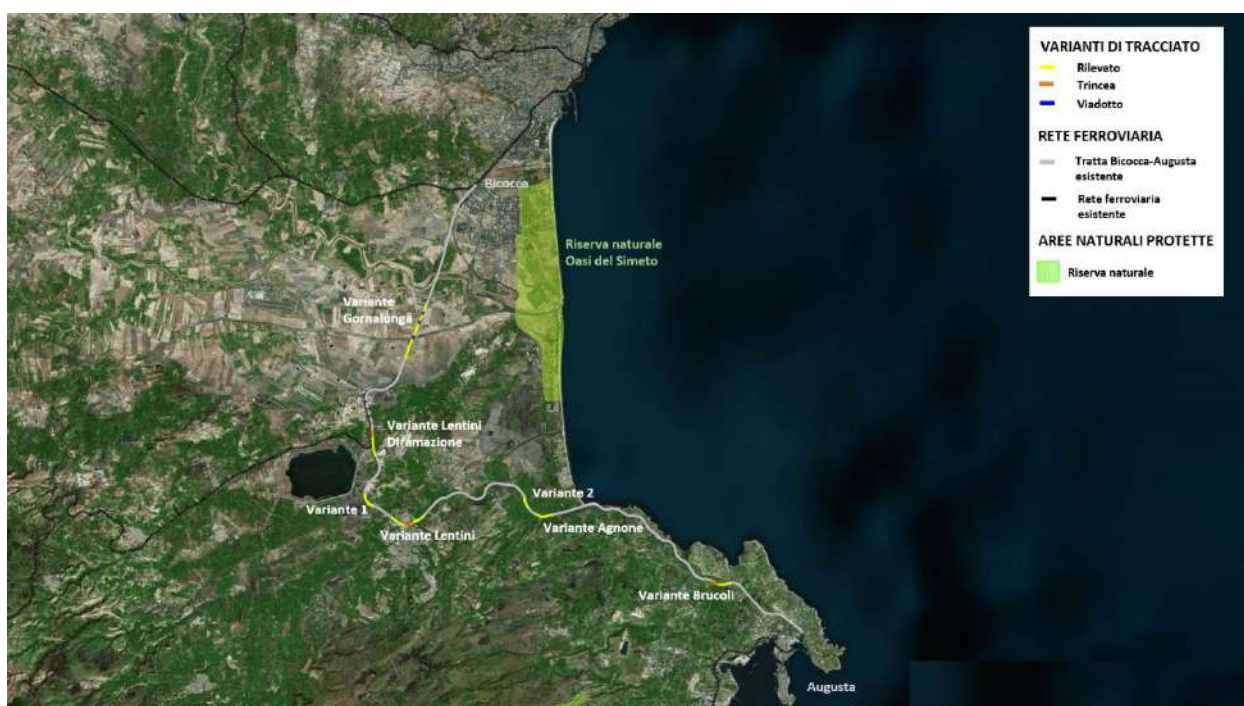 VARIANTI DI TRACCIATO
Rilevato
Trincea
Viadotto
RETE FERROVIARIA
Tratta Bicocca-Augusta
esistente
Rete ferroviaria
esistente
AREE NATURALI PROTETTE
Riserva naturale
Bicocca
Riserva naturale
Oasi del Simeto
Variante
Gornalunga
Variante Lentini
Diramazione
Variante 1
Variante Lentini
Variante 2
Variante Agnone
Variante Brucoli
Augusta